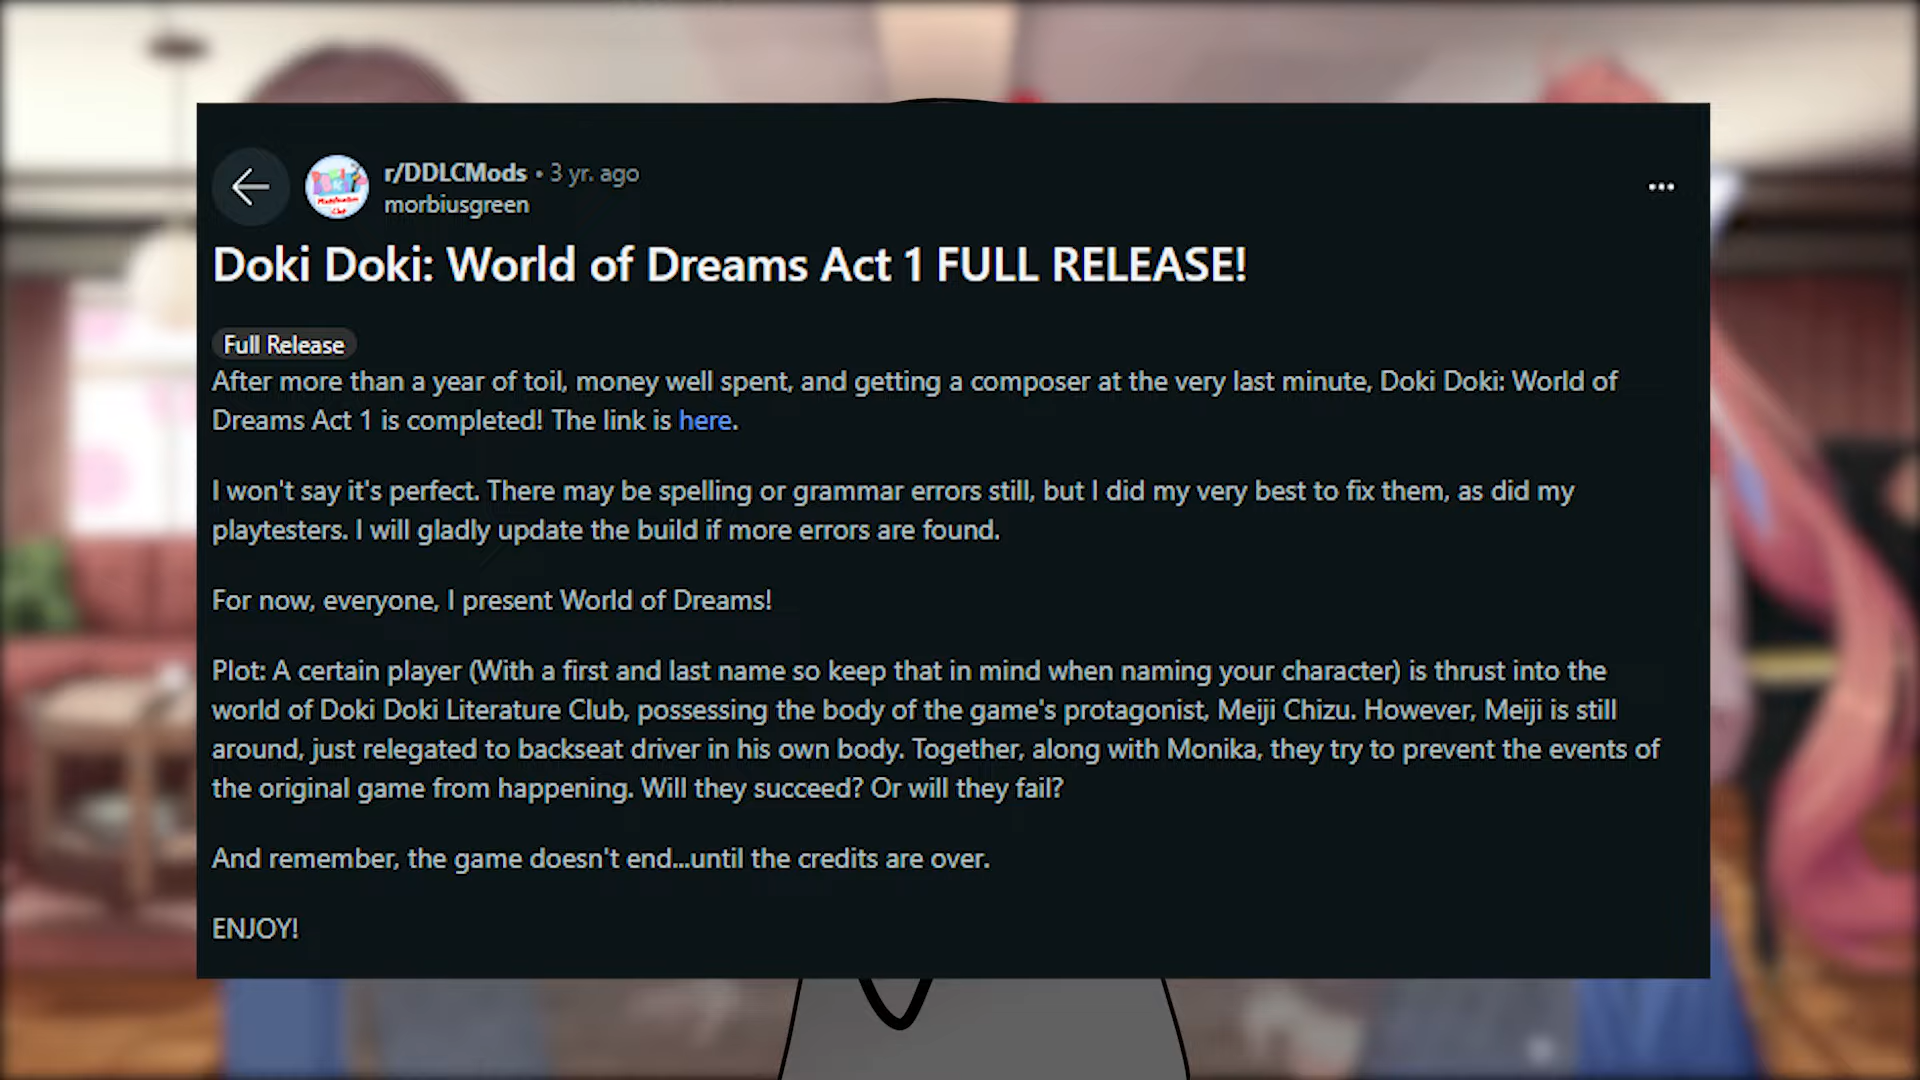 r/DDLCMods • 3 yr. ago
morbiusgreen
Doki Doki: World of Dreams Act 1 FULL RELEASE!
Full Release
After more than a year of toil, money well spent, and getting a composer at the very last minute, Doki Doki: World of
Dreams Act 1 is completed! The link is here.
I won't say it's perfect. There may be spelling or grammar errors still, but I did my very best to fix them, as did my
playtesters. I will gladly update the build if more errors are found.
For now, everyone, I present World of Dreams!
Plot: A certain player (With a first and last name so keep that in mind when naming your character) is thrust into the
world of Doki Doki Literature Club, possessing the body of the game's protagonist, Meiji Chizu. However, Meiji is still
around, just relegated to backseat driver in his own body. Together, along with Monika, they try to prevent the events of
the original game from happening. Will they succeed? Or will they fail?
And remember, the game doesn't end...until the credits are over.
ENJOY!